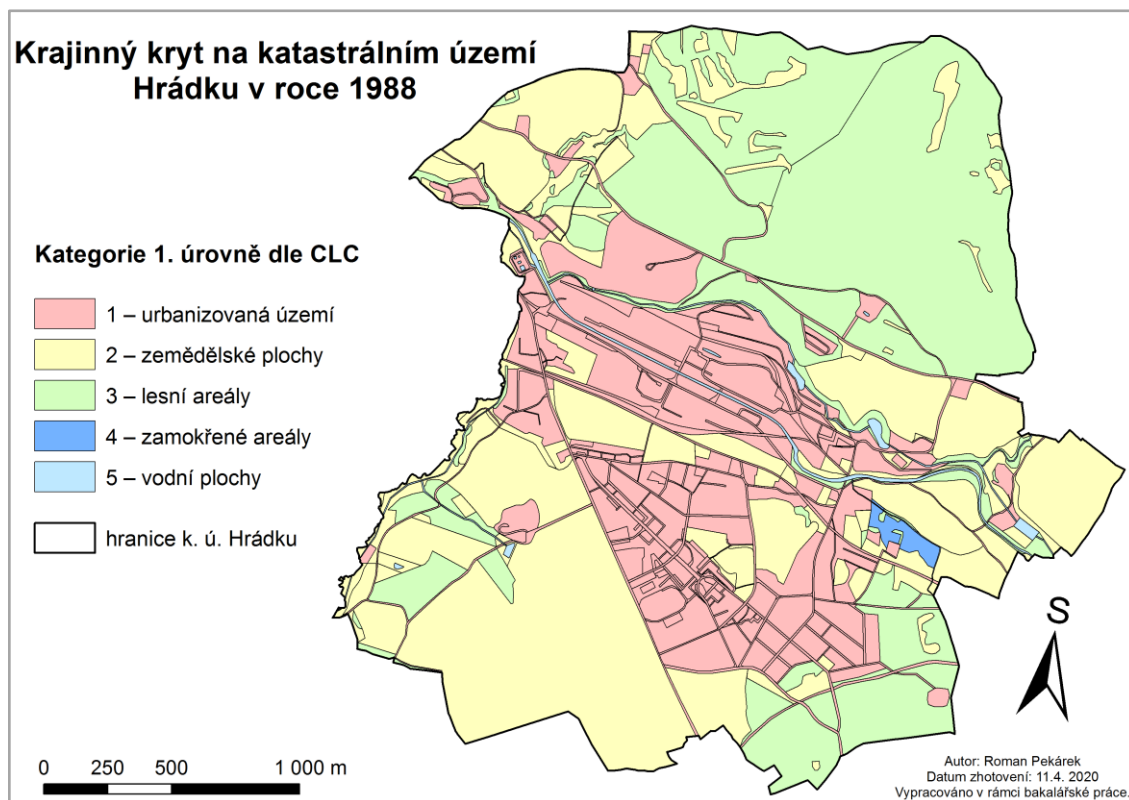 Krajinný kryt na katastrálním území
Hrádku v roce 1988
Kategorie 1. úrovně dle CLC
1 – urbanizovaná území
2 – zemědělské plochy
3 – lesní areály
4 – zamokřené areály
5 – vodní plochy
hranice k. ú. Hrádku
S
0 250 500 1 000 m
Autor: Roman Pekárek
Datum zhotovení: 11.4. 2020
Vypracováno v rámci bakalářské práce.